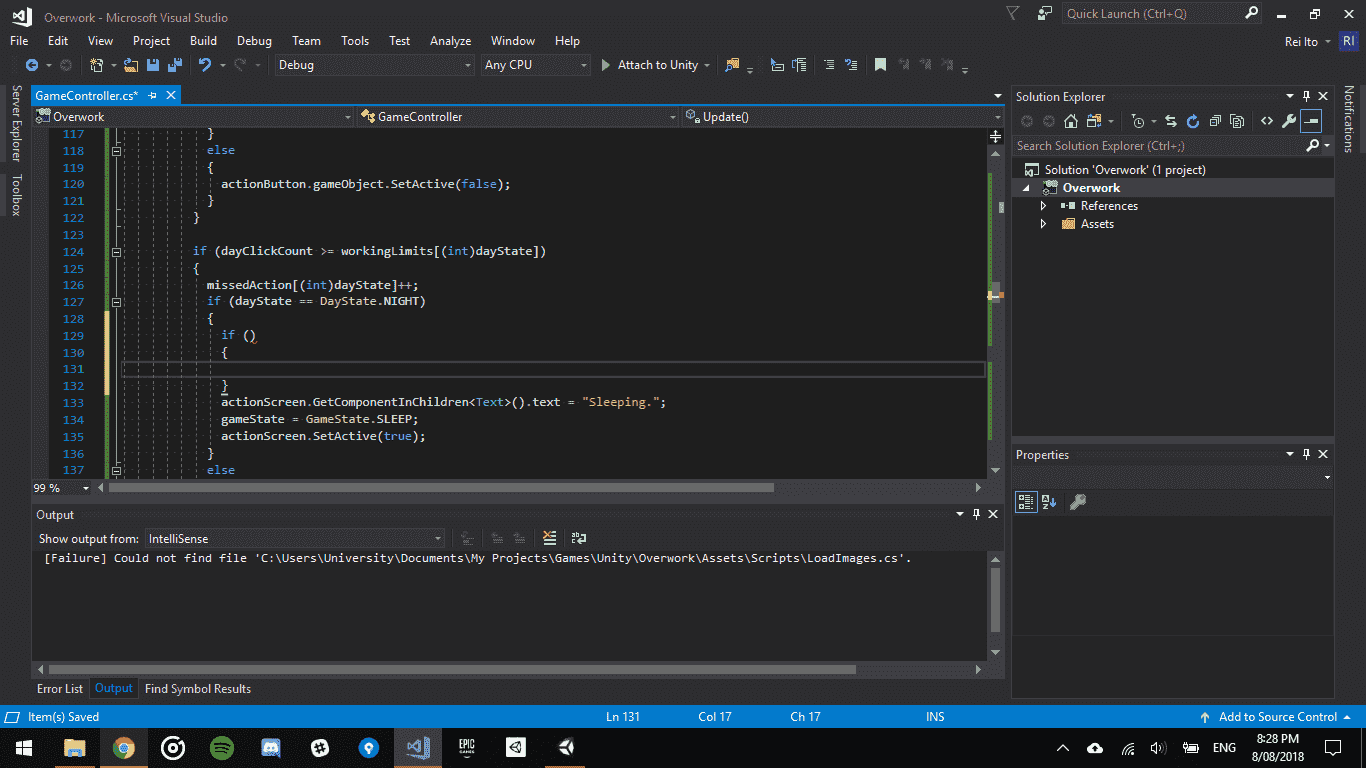 Overwork - Microsoft Visual Studio
Quick Launch (Ctrl+Q)
File Edit View Project Build Debug Team Tools Test Analyze Window Help
Rei Ito RI
Debug Any CPU Attach to Unity
Server Explorer
Toolbox
GameController.cs*
Overwork GameController Update()
117 }
118 else
119 {
120 actionButton.gameObject.SetActive(false);
121 }
122 }
123
124 if (dayClickCount >= workingLimits[(int)dayState])
125 {
126 missedAction[(int)dayState]++;
127 if (dayState == DayState.NIGHT)
128 {
129 if ()
130 {
131
132 }
133 actionScreen.GetComponentInChildren<Text>().text = "Sleeping.";
134 gameState = GameState.SLEEP;
135 actionScreen.SetActive(true);
136 }
137 else
99 %
Output
Show output from: IntelliSense
[Failure] Could not find file 'C:\Users\University\Documents\My Projects\Games\Unity\Overwork\Assets\Scripts\LoadImages.cs'.
Error List Output Find Symbol Results
Solution Explorer
Search Solution Explorer (Ctrl+;)
Solution 'Overwork' (1 project)
Overwork
References
Assets
Properties
Notifications
Item(s) Saved Ln 131 Col 17 Ch 17 INS Add to Source Control
EPIC GAMES
ENG
8:28 PM
8/08/2018